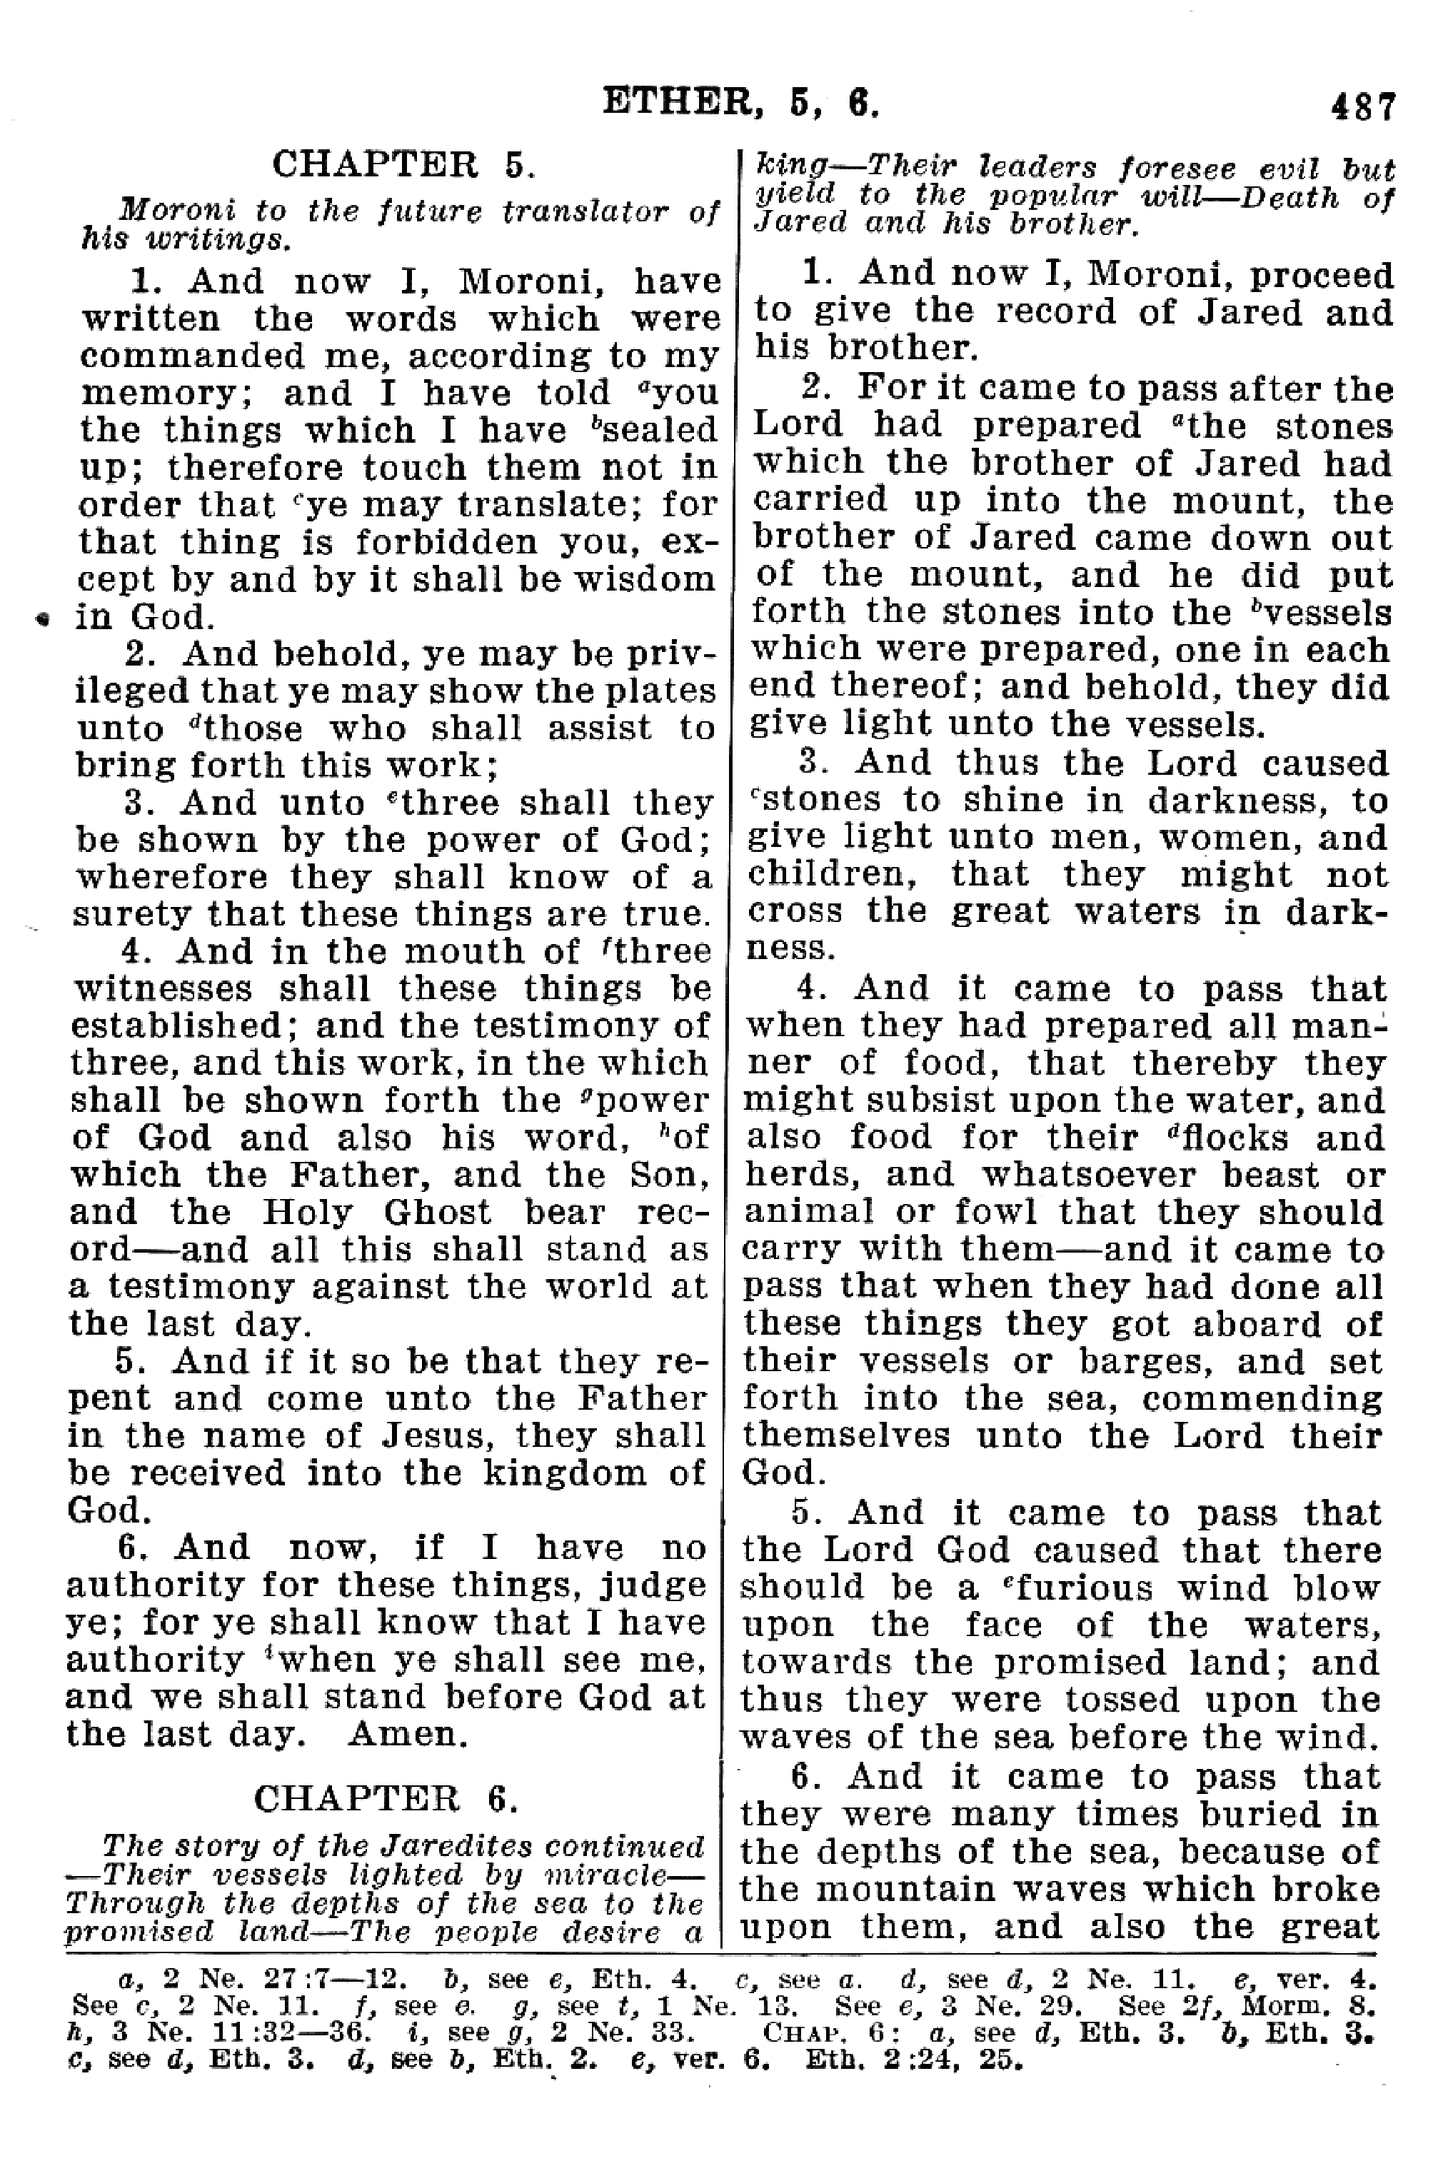 ETHER, 5, 6.
487
CHAPTER 5.
Moroni to the future translator of
his writings.
1. And now I, Moroni, have
written the words which were
commanded me, according to my
memory; and I have told ᵃyou
the things which I have ᵇsealed
up; therefore touch them not in
order that ᶜye may translate; for
that thing is forbidden you, ex-
cept by and by it shall be wisdom
in God.
2. And behold, ye may be priv-
ileged that ye may show the plates
unto ᵈthose who shall assist to
bring forth this work;
3. And unto ᵉthree shall they
be shown by the power of God;
wherefore they shall know of a
surety that these things are true.
4. And in the mouth of ᶠthree
witnesses shall these things be
established; and the testimony of
three, and this work, in the which
shall be shown forth the ᵍpower
of God and also his word, ʰof
which the Father, and the Son,
and the Holy Ghost bear rec-
ord—and all this shall stand as
a testimony against the world at
the last day.
5. And if it so be that they re-
pent and come unto the Father
in the name of Jesus, they shall
be received into the kingdom of
God.
6. And now, if I have no
authority for these things, judge
ye; for ye shall know that I have
authority ⁱwhen ye shall see me,
and we shall stand before God at
the last day. Amen.
CHAPTER 6.
The story of the Jaredites continued
—Their vessels lighted by miracle—
Through the depths of the sea to the
promised land—The people desire a
king—Their leaders foresee evil but
yield to the popular will—Death of
Jared and his brother.
1. And now I, Moroni, proceed
to give the record of Jared and
his brother.
2. For it came to pass after the
Lord had prepared ᵃthe stones
which the brother of Jared had
carried up into the mount, the
brother of Jared came down out
of the mount, and he did put
forth the stones into the ᵇvessels
which were prepared, one in each
end thereof; and behold, they did
give light unto the vessels.
3. And thus the Lord caused
ᶜstones to shine in darkness, to
give light unto men, women, and
children, that they might not
cross the great waters in dark-
ness.
4. And it came to pass that
when they had prepared all man-
ner of food, that thereby they
might subsist upon the water, and
also food for their ᵈflocks and
herds, and whatsoever beast or
animal or fowl that they should
carry with them—and it came to
pass that when they had done all
these things they got aboard of
their vessels or barges, and set
forth into the sea, commending
themselves unto the Lord their
God.
5. And it came to pass that
the Lord God caused that there
should be a ᵉfurious wind blow
upon the face of the waters,
towards the promised land; and
thus they were tossed upon the
waves of the sea before the wind.
6. And it came to pass that
they were many times buried in
the depths of the sea, because of
the mountain waves which broke
upon them, and also the great
a, 2 Ne. 27:7—12. b, see e, Eth. 4. c, see a. d, see d, 2 Ne. 11. e, ver. 4.
See c, 2 Ne. 11. f, see e. g, see t, 1 Ne. 13. See e, 3 Ne. 29. See 2f, Morm. 8.
h, 3 Ne. 11:32—36. i, see g, 2 Ne. 33. CHAP. 6: a, see d, Eth. 3. b, Eth. 3.
c, see d, Eth. 3. d, see b, Eth. 2. e, ver. 6. Eth. 2:24, 25.